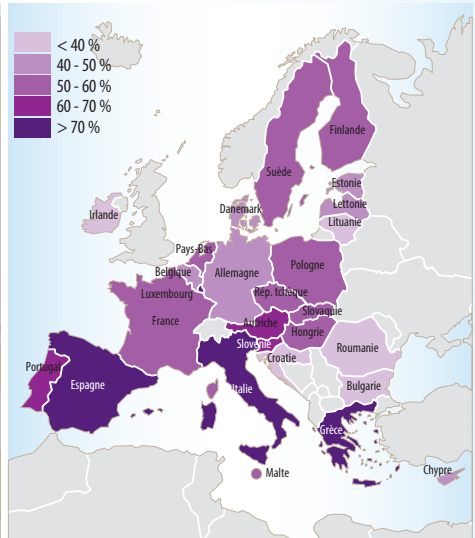 < 40 %
40 - 50 %
50 - 60 %
60 - 70 %
> 70 %
Finlande
Suède
Estonie
Lettonie
Lituanie
Danemark
Irlande
Pays-Bas
Belgique
Allemagne
Pologne
Luxembourg
Rép. tchèque
Slovaquie
France
Autriche
Hongrie
Slovénie
Croatie
Roumanie
Portugal
Espagne
Italie
Bulgarie
Grèce
Malte
Chypre